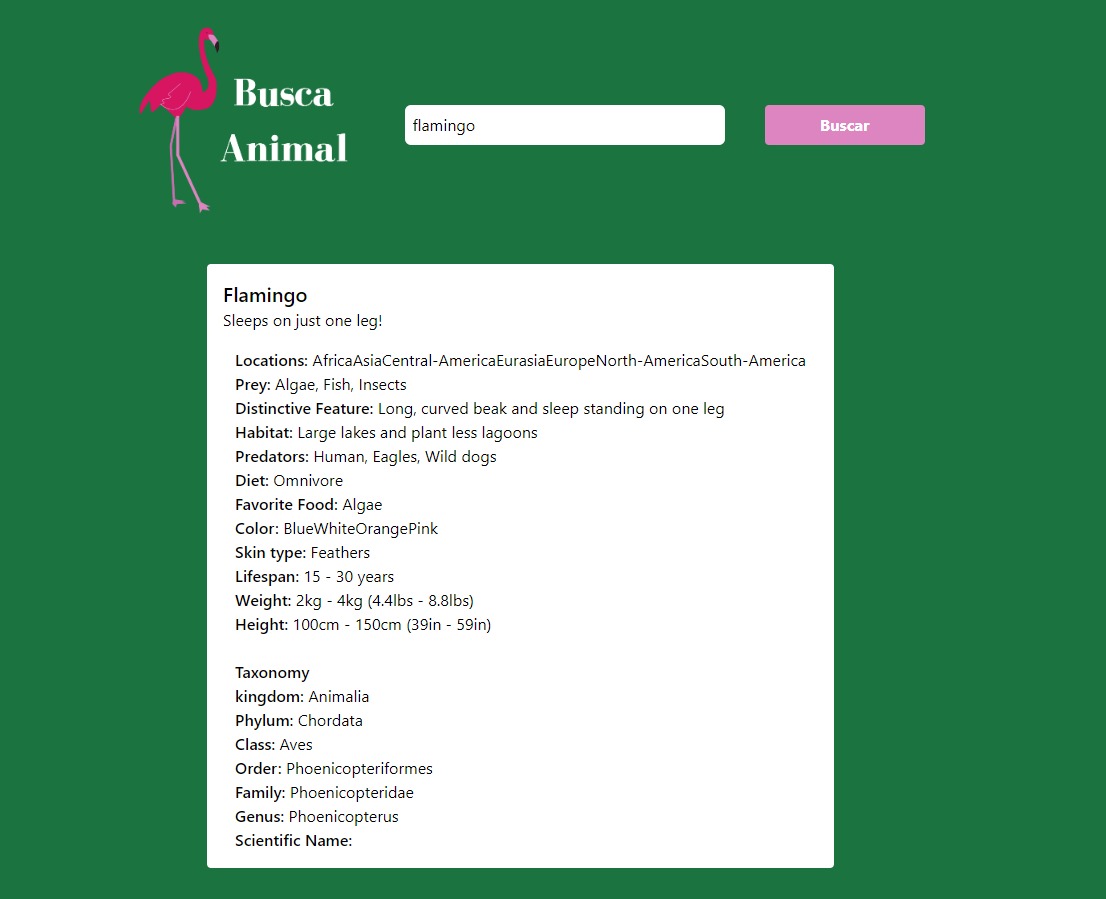 Busca
Animal
flamingo
Buscar
Flamingo
Sleeps on just one leg!
Locations: AfricaAsiaCentral-AmericaEurasiaEuropeNorth-AmericaSouth-America
Prey: Algae, Fish, Insects
Distinctive Feature: Long, curved beak and sleep standing on one leg
Habitat: Large lakes and plant less lagoons
Predators: Human, Eagles, Wild dogs
Diet: Omnivore
Favorite Food: Algae
Color: BlueWhiteOrangePink
Skin type: Feathers
Lifespan: 15 - 30 years
Weight: 2kg - 4kg (4.4lbs - 8.8lbs)
Height: 100cm - 150cm (39in - 59in)
Taxonomy
kingdom: Animalia
Phylum: Chordata
Class: Aves
Order: Phoenicopteriformes
Family: Phoenicopteridae
Genus: Phoenicopterus
Scientific Name: